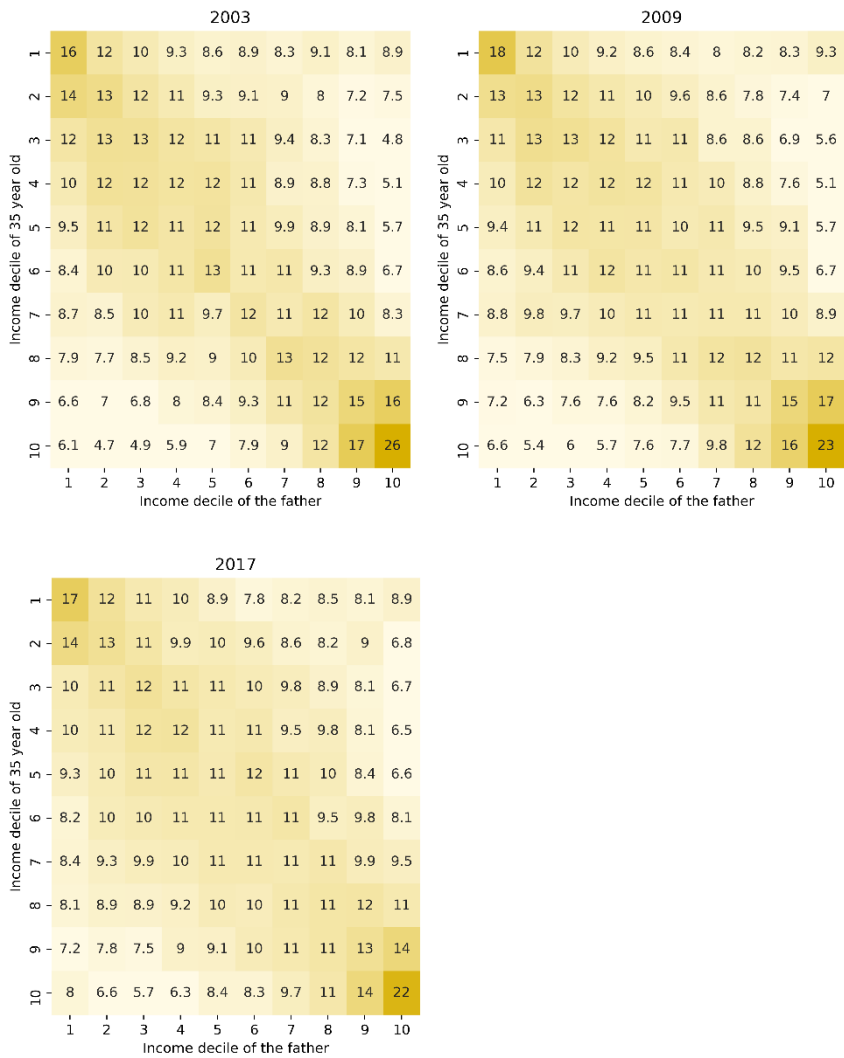 2003
1 16 12 10 9.3 8.6 8.9 8.3 9.1 8.1 8.9
2 14 13 12 11 9.3 9.1 9 8 7.2 7.5
3 12 13 13 12 11 11 9.4 8.3 7.1 4.8
4 10 12 12 12 12 11 8.9 8.8 7.3 5.1
5 9.5 11 12 11 12 11 9.9 8.9 8.1 5.7
6 8.4 10 10 11 13 11 11 9.3 8.9 6.7
7 8.7 8.5 10 11 9.7 12 11 12 10 8.3
8 7.9 7.7 8.5 9.2 9 10 13 12 12 11
9 6.6 7 6.8 8 8.4 9.3 11 12 15 16
10 6.1 4.7 4.9 5.9 7 7.9 9 12 17 26
1 2 3 4 5 6 7 8 9 10
Income decile of 35 year old
Income decile of the father
2009
1 18 12 10 9.2 8.6 8.4 8 8.2 8.3 9.3
2 13 13 12 11 10 9.6 8.6 7.8 7.4 7
3 11 13 13 12 11 11 8.6 8.6 6.9 5.6
4 10 12 12 12 12 11 10 8.8 7.6 5.1
5 9.4 11 12 11 11 10 11 9.5 9.1 5.7
6 8.6 9.4 11 12 11 11 11 10 9.5 6.7
7 8.8 9.8 9.7 10 11 11 11 11 10 8.9
8 7.5 7.9 8.3 9.2 9.5 11 12 12 11 12
9 7.2 6.3 7.6 7.6 8.2 9.5 11 11 15 17
10 6.6 5.4 6 5.7 7.6 7.7 9.8 12 16 23
1 2 3 4 5 6 7 8 9 10
Income decile of 35 year old
Income decile of the father
2017
1 17 12 11 10 8.9 7.8 8.2 8.5 8.1 8.9
2 14 13 11 9.9 10 9.6 8.6 8.2 9 6.8
3 10 11 12 11 11 10 9.8 8.9 8.1 6.7
4 10 11 12 12 11 11 9.5 9.8 8.1 6.5
5 9.3 10 11 11 11 12 11 10 8.4 6.6
6 8.2 10 10 11 11 11 11 9.5 9.8 8.1
7 8.4 9.3 9.9 10 11 11 11 11 9.9 9.5
8 8.1 8.9 8.9 9.2 10 10 11 11 12 11
9 7.2 7.8 7.5 9 9.1 10 11 11 13 14
10 8 6.6 5.7 6.3 8.4 8.3 9.7 11 14 22
1 2 3 4 5 6 7 8 9 10
Income decile of 35 year old
Income decile of the father